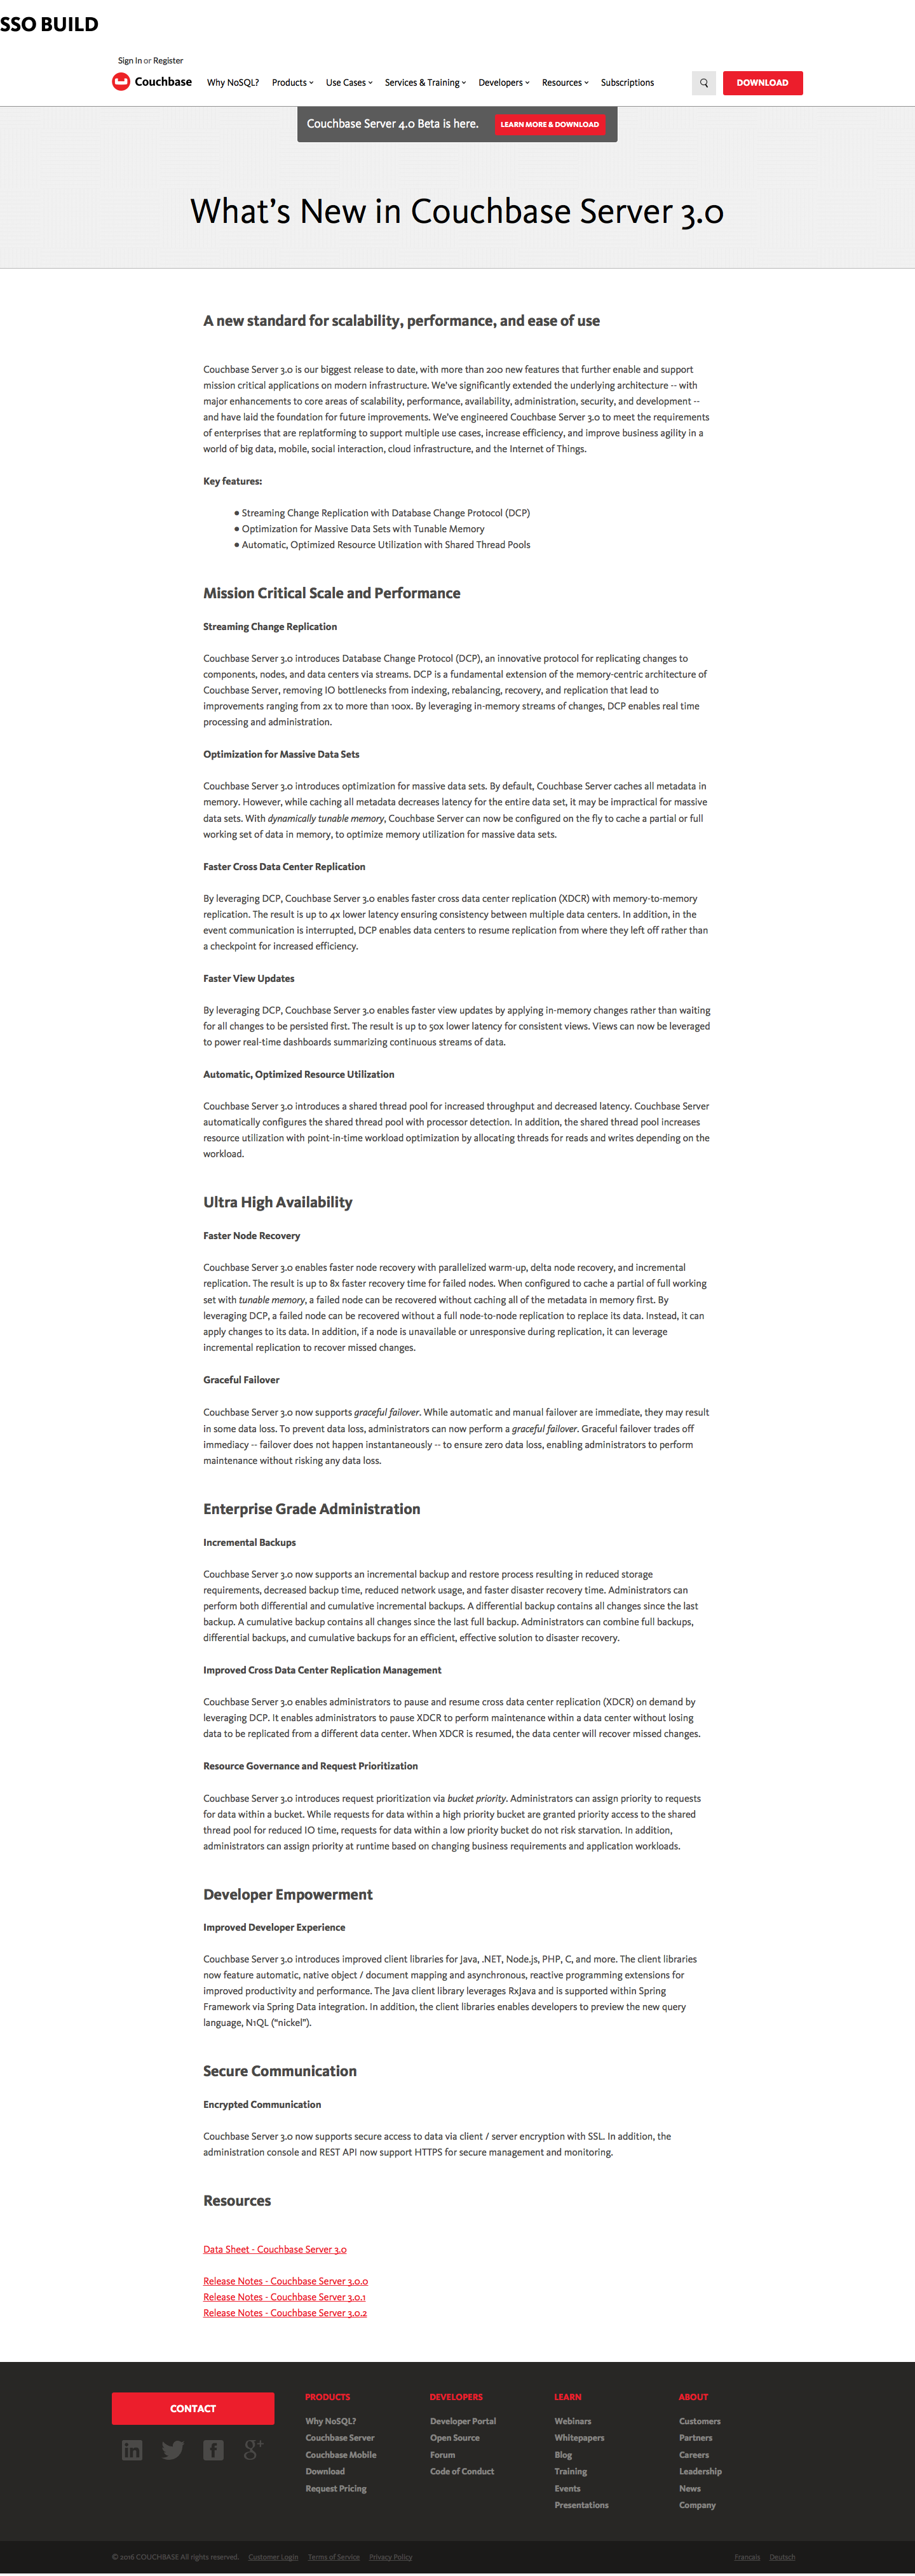 SSO BUILD
Sign In or Register
Couchbase Why NoSQL? Products Use Cases Services & Training Developers Resources Subscriptions DOWNLOAD
Couchbase Server 4.0 Beta is here. LEARN MORE & DOWNLOAD
What's New in Couchbase Server 3.0
A new standard for scalability, performance, and ease of use
Couchbase Server 3.0 is our biggest release to date, with more than 200 new features that further enable and support
mission critical applications on modern infrastructure. We've significantly extended the underlying architecture -- with
major enhancements to core areas of scalability, performance, availability, administration, security, and development --
and have laid the foundation for future improvements. We've engineered Couchbase Server 3.0 to meet the requirements
of enterprises that are replatforming to support multiple use cases, increase efficiency, and improve business agility in a
world of big data, mobile, social interaction, cloud infrastructure, and the Internet of Things.
Key features:
● Streaming Change Replication with Database Change Protocol (DCP)
● Optimization for Massive Data Sets with Tunable Memory
● Automatic, Optimized Resource Utilization with Shared Thread Pools
Mission Critical Scale and Performance
Streaming Change Replication
Couchbase Server 3.0 introduces Database Change Protocol (DCP), an innovative protocol for replicating changes to
components, nodes, and data centers via streams. DCP is a fundamental extension of the memory-centric architecture of
Couchbase Server, removing IO bottlenecks from indexing, rebalancing, recovery, and replication that lead to
improvements ranging from 2x to more than 100x. By leveraging in-memory streams of changes, DCP enables real time
processing and administration.
Optimization for Massive Data Sets
Couchbase Server 3.0 introduces optimization for massive data sets. By default, Couchbase Server caches all metadata in
memory. However, while caching all metadata decreases latency for the entire data set, it may be impractical for massive
data sets. With dynamically tunable memory, Couchbase Server can now be configured on the fly to cache a partial or full
working set of data in memory, to optimize memory utilization for massive data sets.
Faster Cross Data Center Replication
By leveraging DCP, Couchbase Server 3.0 enables faster cross data center replication (XDCR) with memory-to-memory
replication. The result is up to 4x lower latency ensuring consistency between multiple data centers. In addition, in the
event communication is interrupted, DCP enables data centers to resume replication from where they left off rather than
a checkpoint for increased efficiency.
Faster View Updates
By leveraging DCP, Couchbase Server 3.0 enables faster view updates by applying in-memory changes rather than waiting
for all changes to be persisted first. The result is up to 50x lower latency for consistent views. Views can now be leveraged
to power real-time dashboards summarizing continuous streams of data.
Automatic, Optimized Resource Utilization
Couchbase Server 3.0 introduces a shared thread pool for increased throughput and decreased latency. Couchbase Server
automatically configures the shared thread pool with processor detection. In addition, the shared thread pool increases
resource utilization with point-in-time workload optimization by allocating threads for reads and writes depending on the
workload.
Ultra High Availability
Faster Node Recovery
Couchbase Server 3.0 enables faster node recovery with parallelized warm-up, delta node recovery, and incremental
replication. The result is up to 8x faster recovery time for failed nodes. When configured to cache a partial of full working
set with tunable memory, a failed node can be recovered without caching all of the metadata in memory first. By
leveraging DCP, a failed node can be recovered without a full node-to-node replication to replace its data. Instead, it can
apply changes to its data. In addition, if a node is unavailable or unresponsive during replication, it can leverage
incremental replication to recover missed changes.
Graceful Failover
Couchbase Server 3.0 now supports graceful failover. While automatic and manual failover are immediate, they may result
in some data loss. To prevent data loss, administrators can now perform a graceful failover. Graceful failover trades off
immediacy -- failover does not happen instantaneously -- to ensure zero data loss, enabling administrators to perform
maintenance without risking any data loss.
Enterprise Grade Administration
Incremental Backups
Couchbase Server 3.0 now supports an incremental backup and restore process resulting in reduced storage
requirements, decreased backup time, reduced network usage, and faster disaster recovery time. Administrators can
perform both differential and cumulative incremental backups. A differential backup contains all changes since the last
backup. A cumulative backup contains all changes since the last full backup. Administrators can combine full backups,
differential backups, and cumulative backups for an efficient, effective solution to disaster recovery.
Improved Cross Data Center Replication Management
Couchbase Server 3.0 enables administrators to pause and resume cross data center replication (XDCR) on demand by
leveraging DCP. It enables administrators to pause XDCR to perform maintenance within a data center without losing
data to be replicated from a different data center. When XDCR is resumed, the data center will recover missed changes.
Resource Governance and Request Prioritization
Couchbase Server 3.0 introduces request prioritization via bucket priority. Administrators can assign priority to requests
for data within a bucket. While requests for data within a high priority bucket are granted priority access to the shared
thread pool for reduced IO time, requests for data within a low priority bucket do not risk starvation. In addition,
administrators can assign priority at runtime based on changing business requirements and application workloads.
Developer Empowerment
Improved Developer Experience
Couchbase Server 3.0 introduces improved client libraries for Java, .NET, Node.js, PHP, C, and more. The client libraries
now feature automatic, native object / document mapping and asynchronous, reactive programming extensions for
improved productivity and performance. The Java client library leverages RxJava and is supported within Spring
Framework via Spring Data integration. In addition, the client libraries enables developers to preview the new query
language, N1QL ("nickel").
Secure Communication
Encrypted Communication
Couchbase Server 3.0 now supports secure access to data via client / server encryption with SSL. In addition, the
administration console and REST API now support HTTPS for secure management and monitoring.
Resources
Data Sheet - Couchbase Server 3.0
Release Notes - Couchbase Server 3.0.0
Release Notes - Couchbase Server 3.0.1
Release Notes - Couchbase Server 3.0.2
CONTACT
PRODUCTS
Why NoSQL?
Couchbase Server
Couchbase Mobile
Download
Request Pricing
DEVELOPERS
Developer Portal
Open Source
Forum
Code of Conduct
LEARN
Webinars
Whitepapers
Blog
Training
Events
Presentations
ABOUT
Customers
Partners
Careers
Leadership
News
Company
© 2016 COUCHBASE All rights reserved. Customer Login Terms of Service Privacy Policy Francais Deutsch